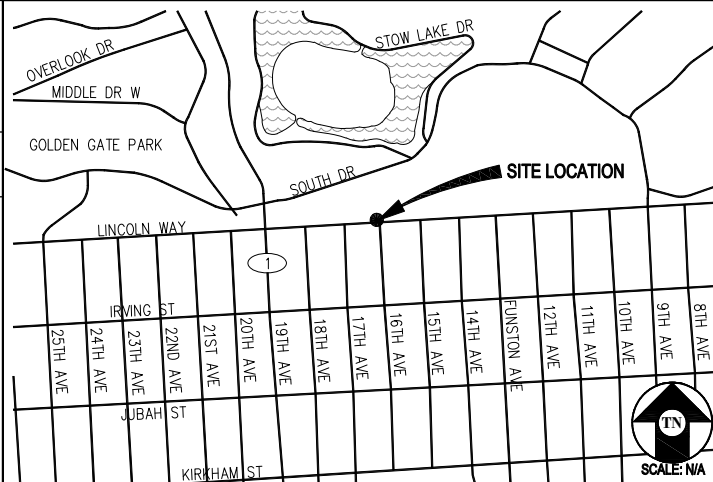 STOW LAKE DR
OVERLOOK DR
MIDDLE DR W
GOLDEN GATE PARK
SITE LOCATION
SOUTH DR
LINCOLN WAY
1
IRVING ST
25TH AVE
24TH AVE
23TH AVE
22ND AVE
21ST AVE
20TH AVE
19TH AVE
18TH AVE
17TH AVE
16TH AVE
15TH AVE
14TH AVE
FUNSTON AVE
12TH AVE
11TH AVE
10TH AVE
9TH AVE
8TH AVE
JUBAH ST
TN
KIRKHAM ST
SCALE: N/A